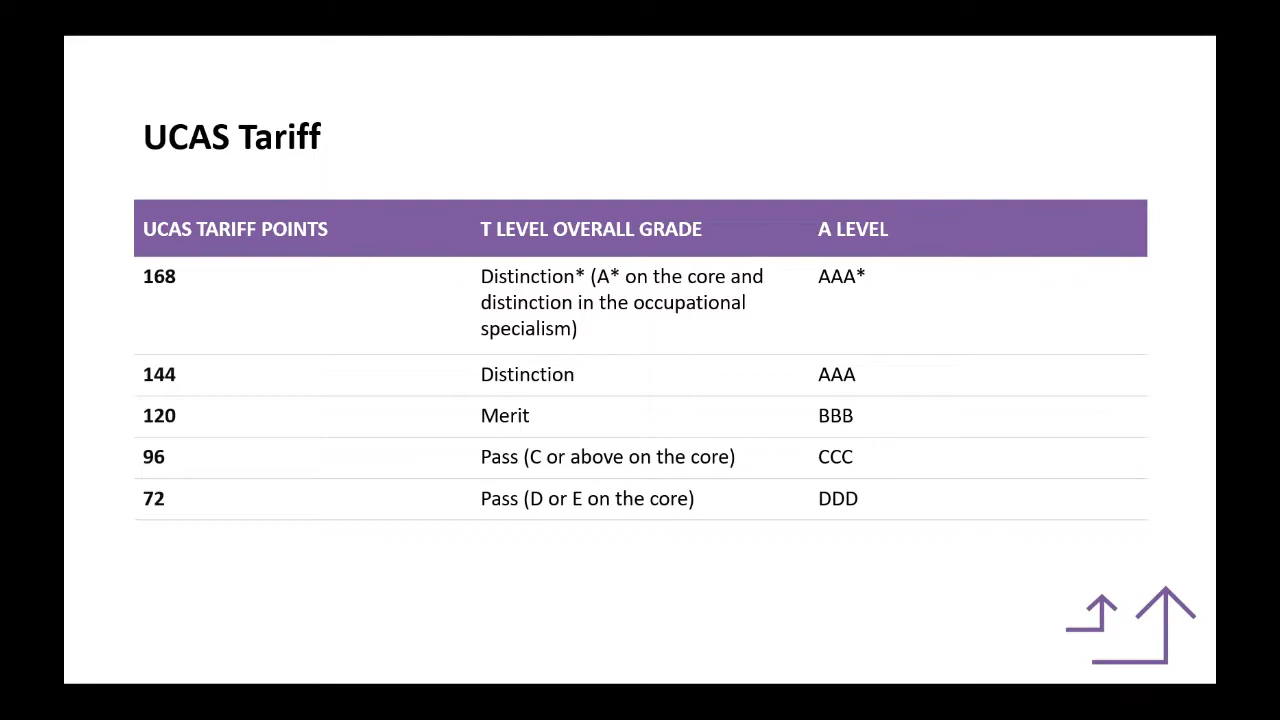 UCAS Tariff
UCAS TARIFF POINTS T LEVEL OVERALL GRADE A LEVEL
168 Distinction* (A* on the core and AAA*
distinction in the occupational
specialism)
144 Distinction AAA
120 Merit BBB
96 Pass (C or above on the core) CCC
72 Pass (D or E on the core) DDD